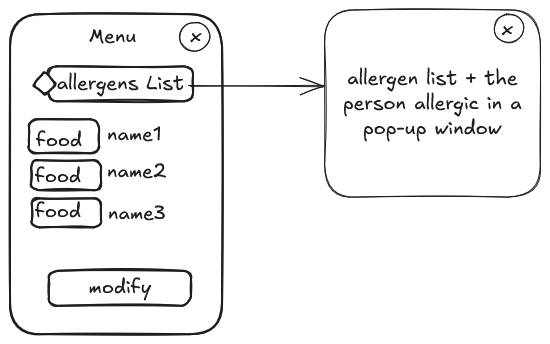 Menu
x
allergens List
food name1
food name2
food name3
modify
x
allergen list + the
person allergic in a
pop-up window